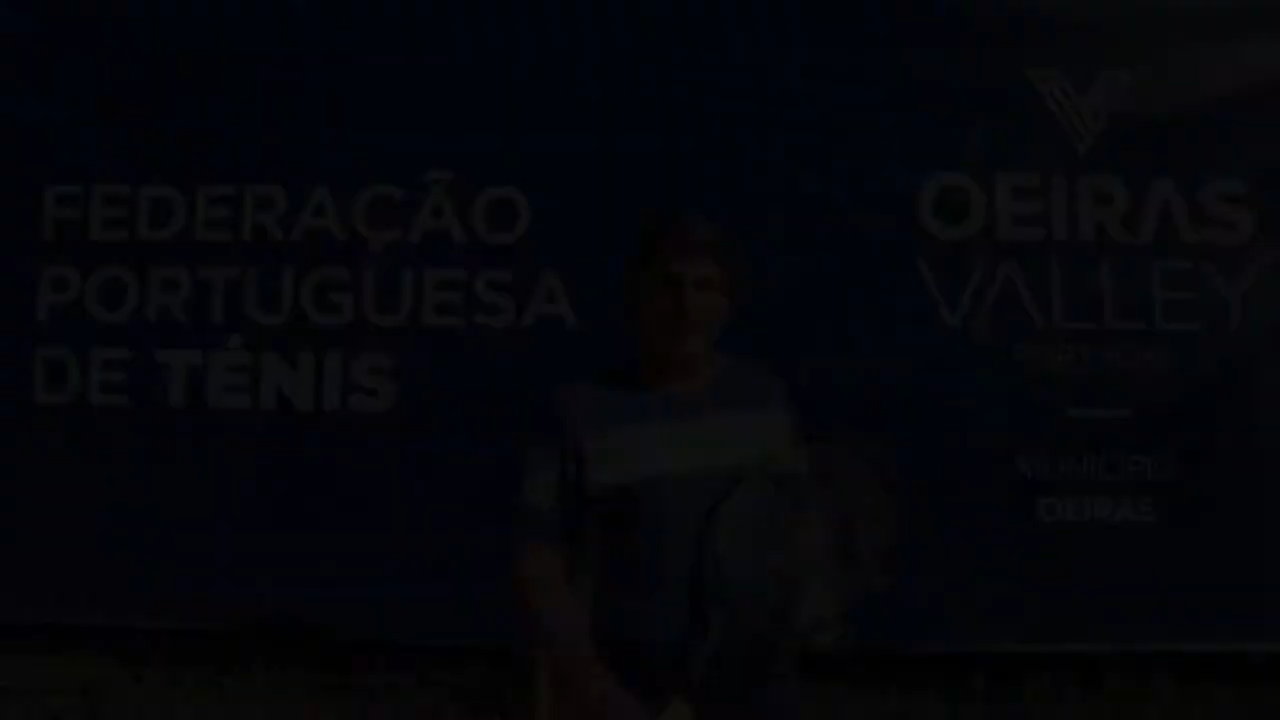 FEDERAÇÃO
PORTUGUESA
DE TÉNIS
OEIRAS
VALLEY
OEIRAS